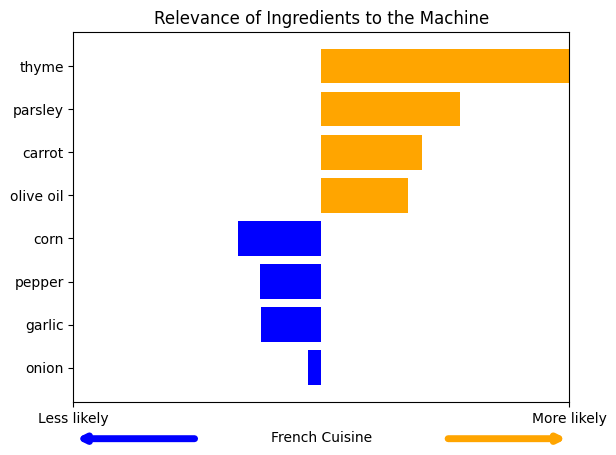 Relevance of Ingredients to the Machine
thyme
parsley
carrot
olive oil
corn
pepper
garlic
onion
Less likely
More likely
French Cuisine